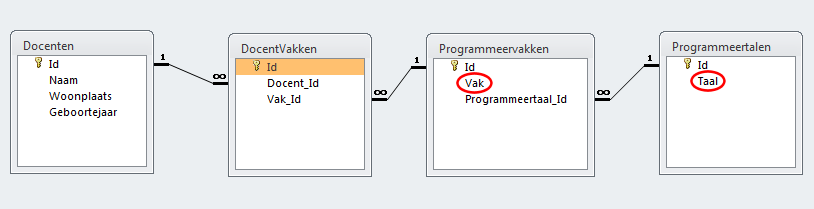 Docenten
Id
Naam
Woonplaats
Geboortejaar
1
∞
DocentVakken
Id
Docent_Id
Vak_Id
1
∞
Programmeervakken
Id
Vak
Programmeertaal_Id
1
∞
Programmeertalen
Id
Taal